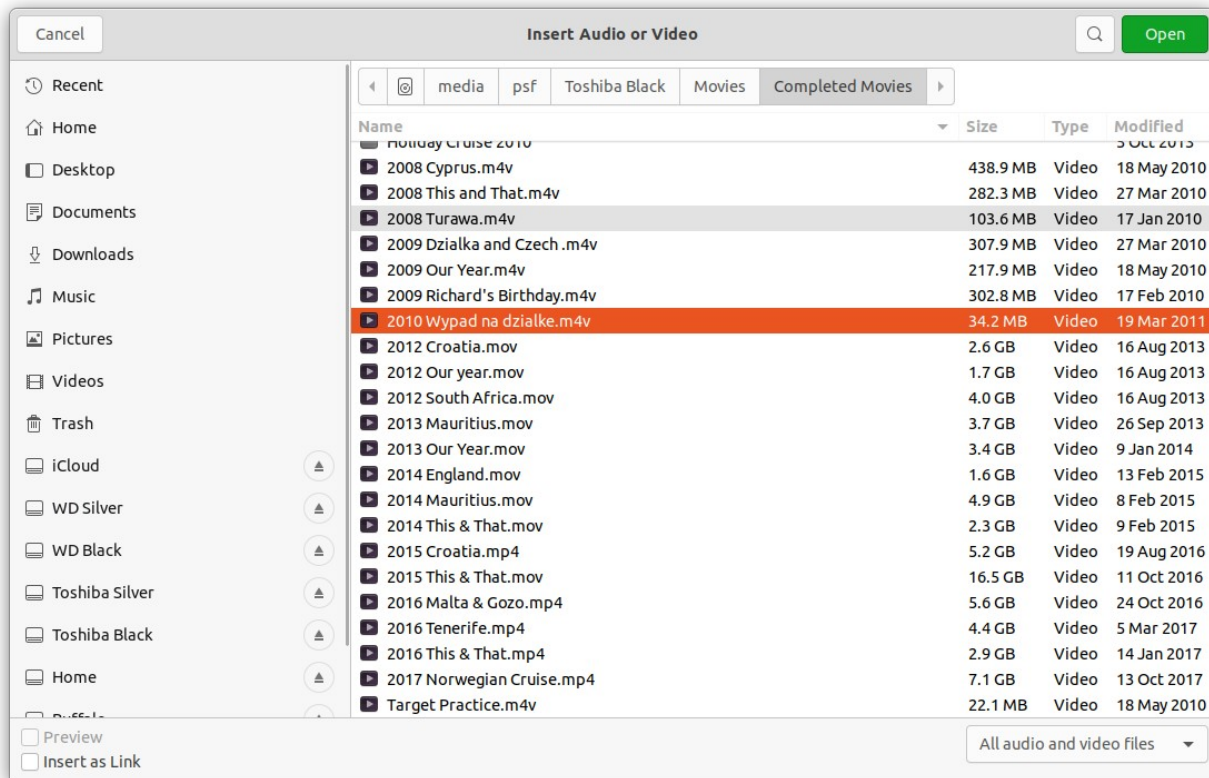 Cancel
Insert Audio or Video
Open
Recent
Home
Desktop
Documents
Downloads
Music
Pictures
Videos
Trash
iCloud
WD Silver
WD Black
Toshiba Silver
Toshiba Black
Home
media psf Toshiba Black Movies Completed Movies
Name Size Type Modified
Holiday Cruise 2010 3 Oct 2013
2008 Cyprus.m4v 438.9 MB Video 18 May 2010
2008 This and That.m4v 282.3 MB Video 27 Mar 2010
2008 Turawa.m4v 103.6 MB Video 17 Jan 2010
2009 Dzialka and Czech .m4v 307.9 MB Video 27 Mar 2010
2009 Our Year.m4v 217.9 MB Video 18 May 2010
2009 Richard's Birthday.m4v 302.8 MB Video 17 Feb 2010
2010 Wypad na dzialke.m4v 34.2 MB Video 19 Mar 2011
2012 Croatia.mov 2.6 GB Video 16 Aug 2013
2012 Our year.mov 1.7 GB Video 16 Aug 2013
2012 South Africa.mov 4.0 GB Video 16 Aug 2013
2013 Mauritius.mov 3.7 GB Video 26 Sep 2013
2013 Our Year.mov 3.4 GB Video 9 Jan 2014
2014 England.mov 1.6 GB Video 13 Feb 2015
2014 Mauritius.mov 4.9 GB Video 8 Feb 2015
2014 This & That.mov 2.3 GB Video 9 Feb 2015
2015 Croatia.mp4 5.2 GB Video 19 Aug 2016
2015 This & That.mov 16.5 GB Video 11 Oct 2016
2016 Malta & Gozo.mp4 5.6 GB Video 24 Oct 2016
2016 Tenerife.mp4 4.4 GB Video 5 Mar 2017
2016 This & That.mp4 2.9 GB Video 14 Jan 2017
2017 Norwegian Cruise.mp4 7.1 GB Video 13 Oct 2017
Target Practice.m4v 22.1 MB Video 18 May 2010
Preview
Insert as Link
All audio and video files